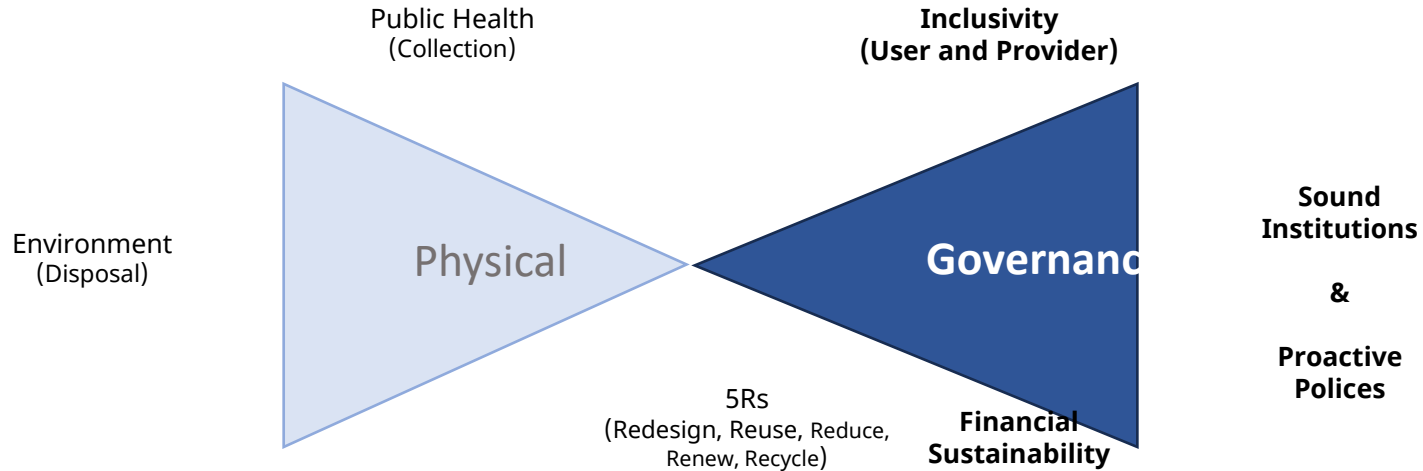 Public Health
(Collection)
Inclusivity
(User and Provider)
Environment
(Disposal)
Physical
Governanc
Sound
Institutions
&
Proactive
Polices
5Rs
(Redesign, Reuse, Reduce,
Renew, Recycle)
Financial
Sustainability